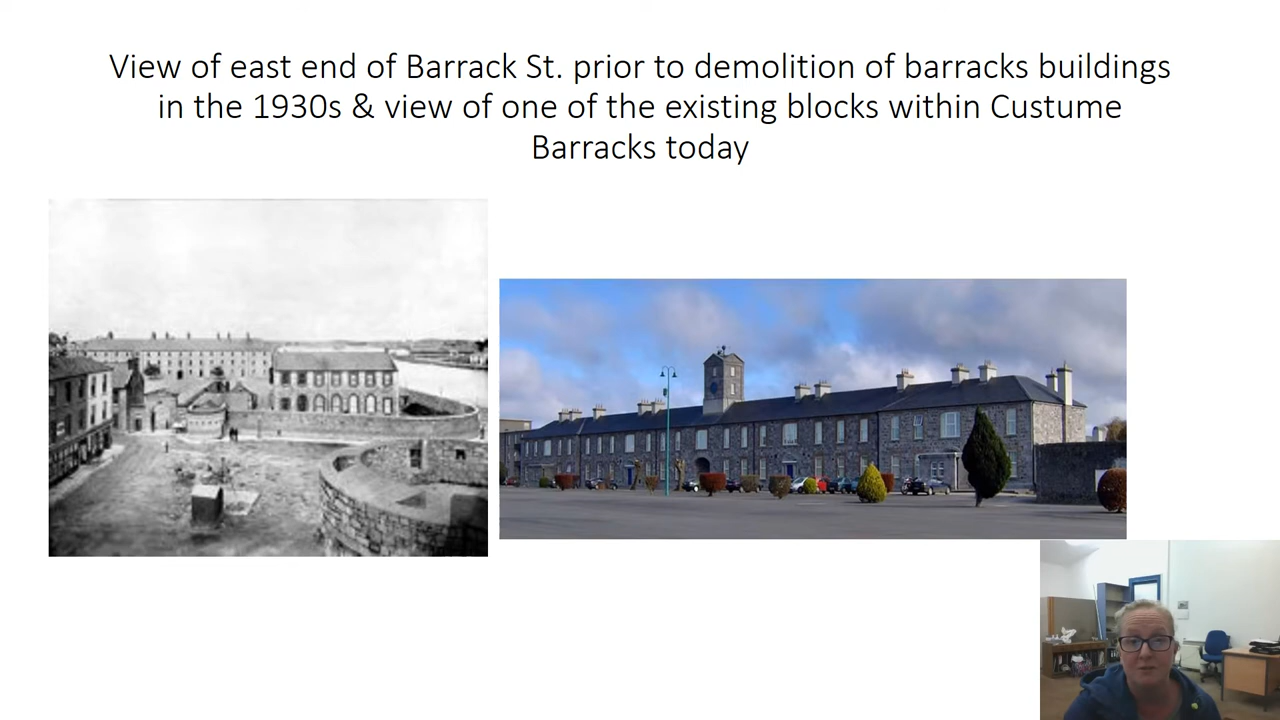 View of east end of Barrack St. prior to demolition of barracks buildings
in the 1930s & view of one of the existing blocks within Custume
Barracks today